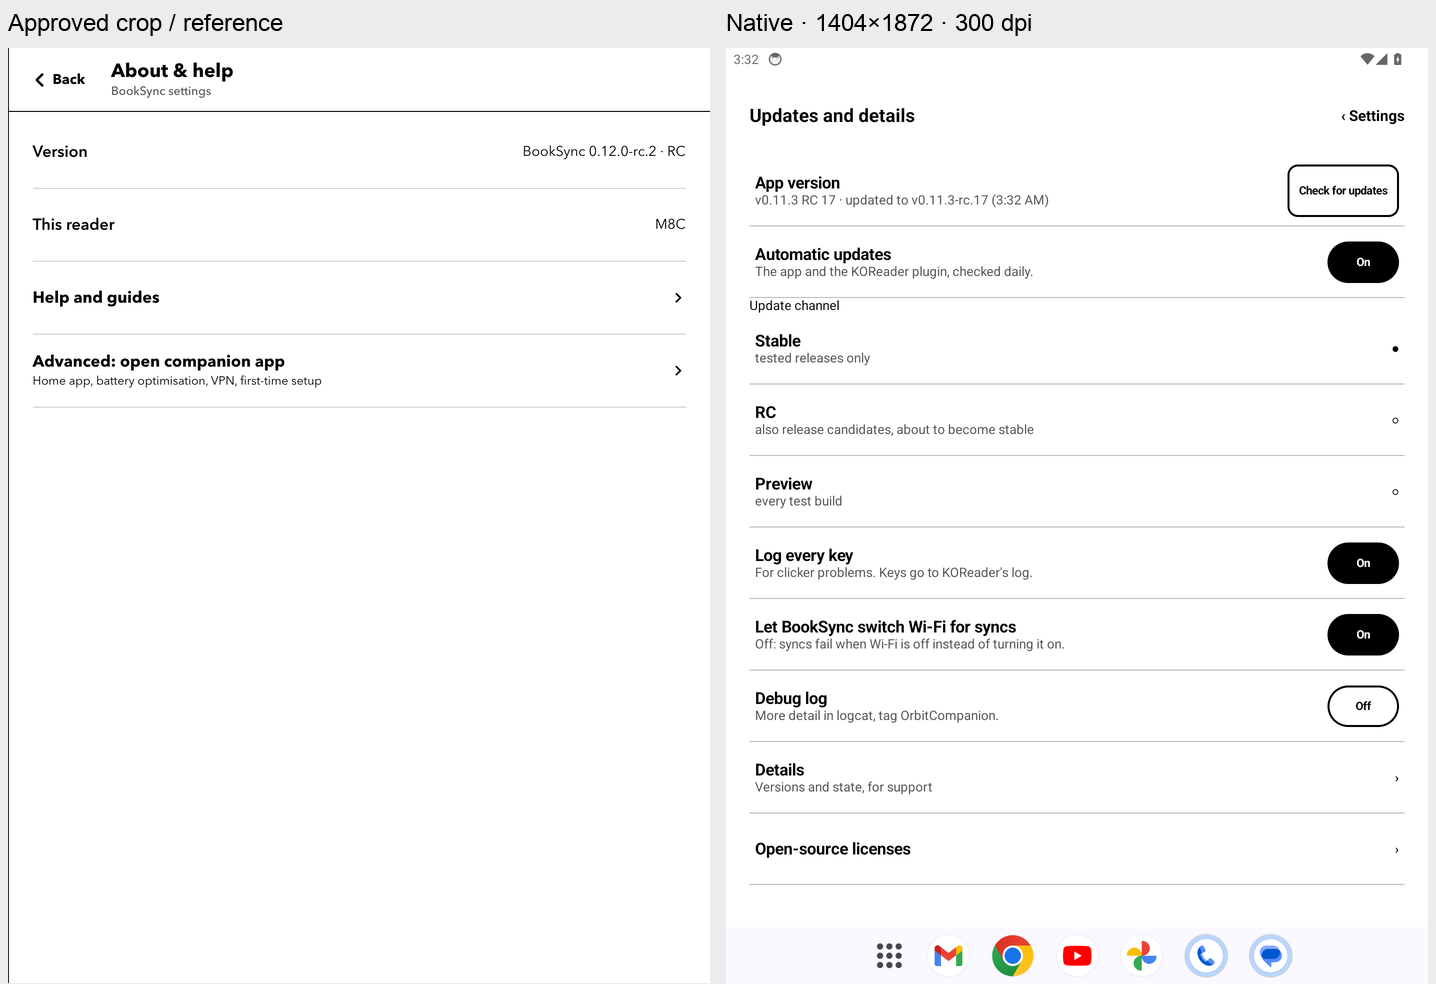 Approved crop / reference
Back
About & help
BookSync settings
Version
BookSync 0.12.0-rc.2 · RC
This reader
M8C
Help and guides
Advanced: open companion app
Home app, battery optimisation, VPN, first-time setup
Native · 1404×1872 · 300 dpi
3:32
Updates and details
‹ Settings
App version
v0.11.3 RC 17 · updated to v0.11.3-rc.17 (3:32 AM)
Check for updates
Automatic updates
The app and the KOReader plugin, checked daily.
On
Update channel
Stable
tested releases only
RC
also release candidates, about to become stable
Preview
every test build
Log every key
For clicker problems. Keys go to KOReader's log.
On
Let BookSync switch Wi-Fi for syncs
Off: syncs fail when Wi-Fi is off instead of turning it on.
On
Debug log
More detail in logcat, tag OrbitCompanion.
Off
Details
Versions and state, for support
Open-source licenses